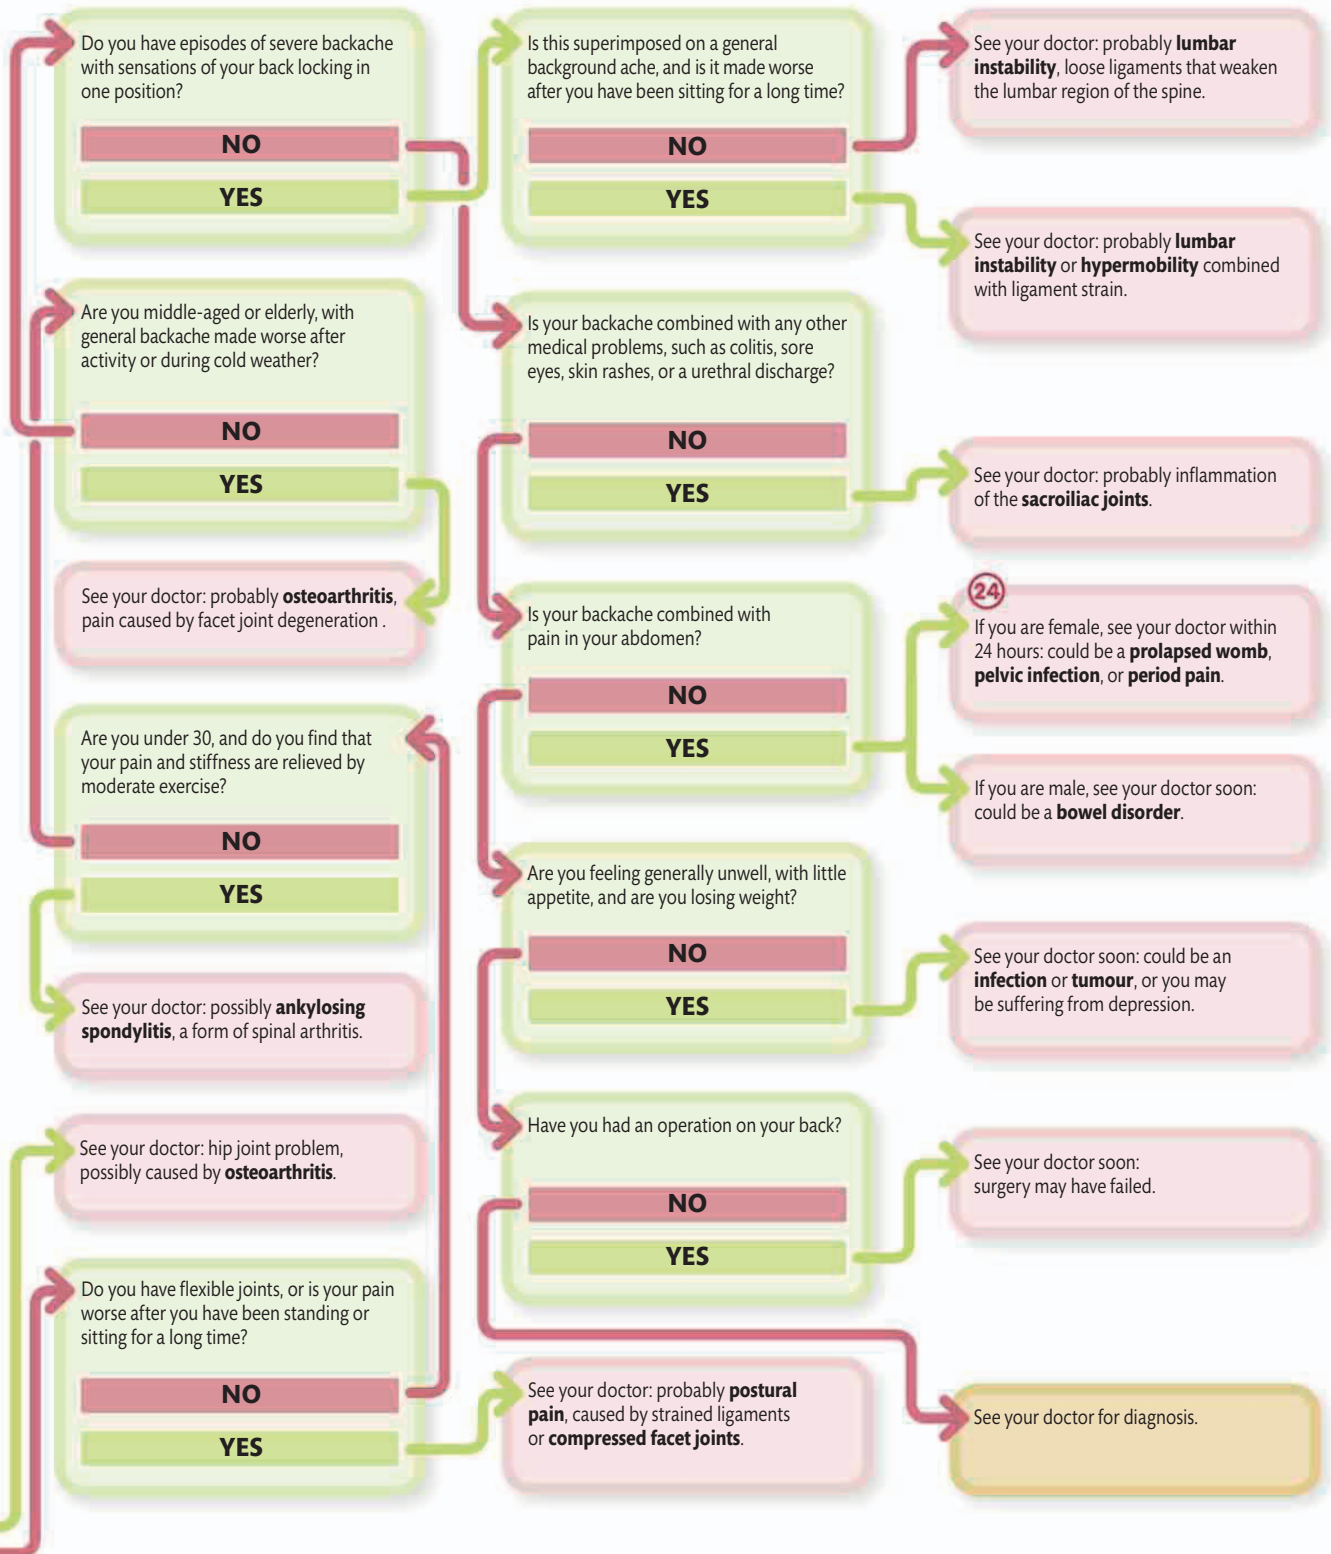 Do you have episodes of severe backache
with sensations of your back locking in
one position?
NO
YES
Are you middle-aged or elderly, with
general backache made worse after
activity or during cold weather?
NO
YES
See your doctor: probably osteoarthritis,
pain caused by facet joint degeneration .
Are you under 30, and do you find that
your pain and stiffness are relieved by
moderate exercise?
NO
YES
See your doctor: possibly ankylosing
spondylitis, a form of spinal arthritis.
See your doctor: hip joint problem,
possibly caused by osteoarthritis.
Do you have flexible joints, or is your pain
worse after you have been standing or
sitting for a long time?
NO
YES
Is this superimposed on a general
background ache, and is it made worse
after you have been sitting for a long time?
NO
YES
Is your backache combined with any other
medical problems, such as colitis, sore
eyes, skin rashes, or a urethral discharge?
NO
YES
Is your backache combined with
pain in your abdomen?
NO
YES
Are you feeling generally unwell, with little
appetite, and are you losing weight?
NO
YES
Have you had an operation on your back?
NO
YES
See your doctor: probably postural
pain, caused by strained ligaments
or compressed facet joints.
See your doctor: probably lumbar
instability, loose ligaments that weaken
the lumbar region of the spine.
See your doctor: probably lumbar
instability or hypermobility combined
with ligament strain.
See your doctor: probably inflammation
of the sacroiliac joints.
24
If you are female, see your doctor within
24 hours: could be a prolapsed womb,
pelvic infection, or period pain.
If you are male, see your doctor soon:
could be a bowel disorder.
See your doctor soon: could be an
infection or tumour, or you may
be suffering from depression.
See your doctor soon:
surgery may have failed.
See your doctor for diagnosis.